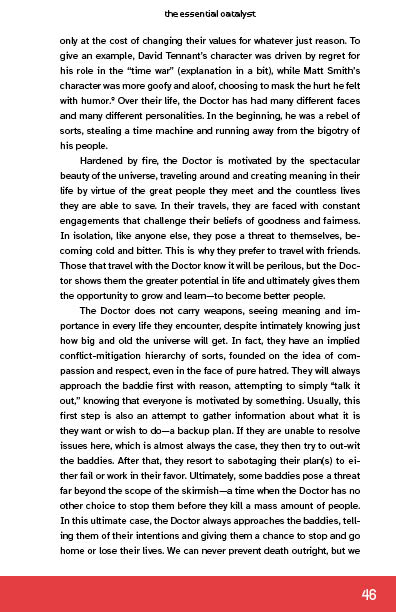 the essential catalyst
only at the cost of changing their values for whatever just reason. To
give an example, David Tennant's character was driven by regret for
his role in the “time war” (explanation in a bit), while Matt Smith's
character was more goofy and aloof, choosing to mask the hurt he felt
with humor.⁹ Over their life, the Doctor has had many different faces
and many different personalities. In the beginning, he was a rebel of
sorts, stealing a time machine and running away from the bigotry of
his people.
Hardened by fire, the Doctor is motivated by the spectacular
beauty of the universe, traveling around and creating meaning in their
life by virtue of the great people they meet and the countless lives
they are able to save. In their travels, they are faced with constant
engagements that challenge their beliefs of goodness and fairness.
In isolation, like anyone else, they pose a threat to themselves, be-
coming cold and bitter. This is why they prefer to travel with friends.
Those that travel with the Doctor know it will be perilous, but the Doc-
tor shows them the greater potential in life and ultimately gives them
the opportunity to grow and learn—to become better people.
The Doctor does not carry weapons, seeing meaning and im-
portance in every life they encounter, despite intimately knowing just
how big and old the universe will get. In fact, they have an implied
conflict-mitigation hierarchy of sorts, founded on the idea of com-
passion and respect, even in the face of pure hatred. They will always
approach the baddie first with reason, attempting to simply “talk it
out,” knowing that everyone is motivated by something. Usually, this
first step is also an attempt to gather information about what it is
they want or wish to do—a backup plan. If they are unable to resolve
issues here, which is almost always the case, they then try to out-wit
the baddies. After that, they resort to sabotaging their plan(s) to ei-
ther fail or work in their favor. Ultimately, some baddies pose a threat
far beyond the scope of the skirmish—a time when the Doctor has no
other choice to stop them before they kill a mass amount of people.
In this ultimate case, the Doctor always approaches the baddies, tell-
ing them of their intentions and giving them a chance to stop and go
home or lose their lives. We can never prevent death outright, but we
46